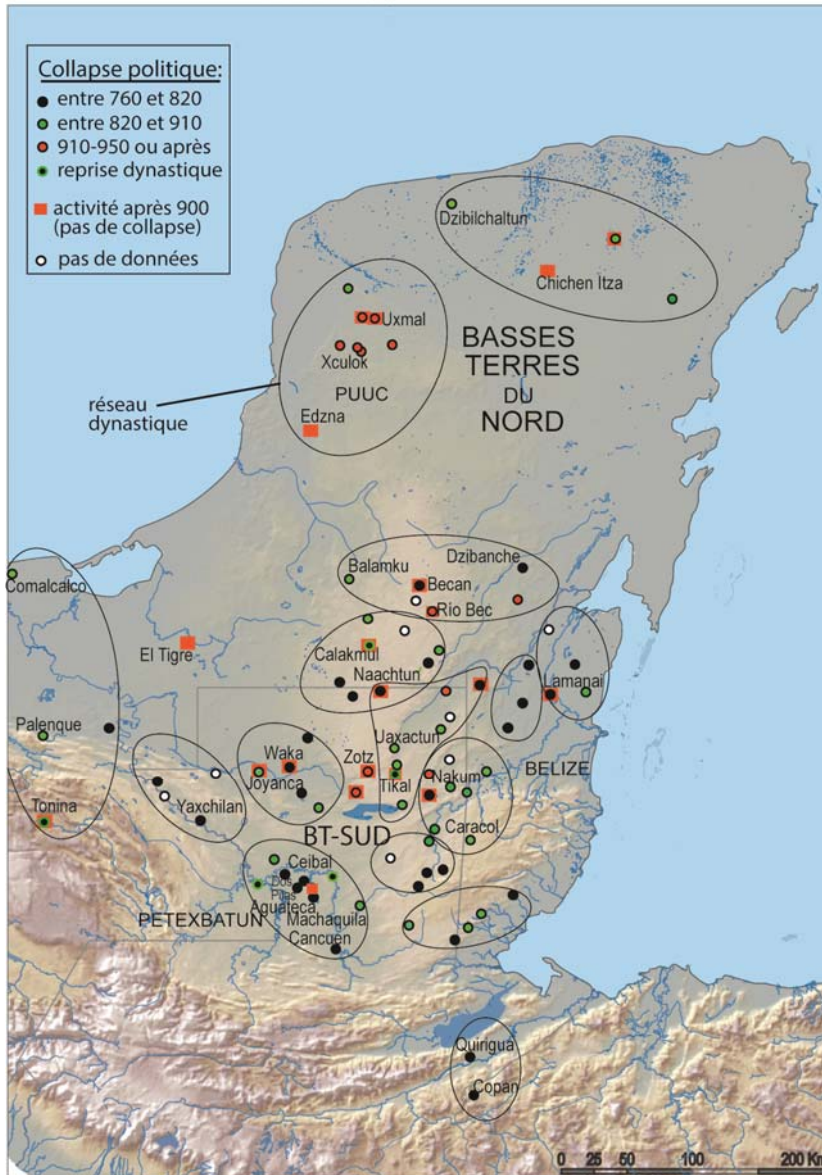 Collapse politique:
entre 760 et 820
entre 820 et 910
910-950 ou après
reprise dynastique
activité après 900
(pas de collapse)
pas de données
Dzibilchaltun
Chichen Itza
Uxmal
Xculok
PUUC
BASSES
TERRES
DU
NORD
réseau
dynastique
Edzna
Comalcalco
Balamku
Dzibanche
Becan
Rio Bec
El Tigre
Calakmul
Naachtun
Lamanai
Palenque
Uaxactun
Waka
Zotz
Joyanca
Tikal
Nakum
BELIZE
Tonina
Yaxchilan
BT-SUD
Caracol
Ceibal
Dos
Pilas
Aguateca
PETEXBATUN
Machaquila
Cancuen
Quirigua
Copan
0 25 50 100 200 Km